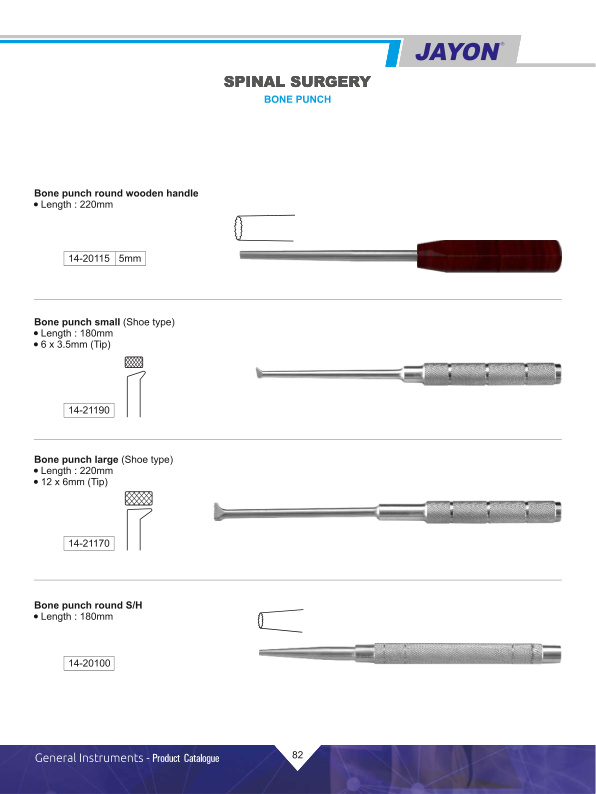 JAYON®
SPINAL SURGERY
BONE PUNCH
Bone punch round wooden handle
• Length : 220mm
14-20115 5mm
Bone punch small (Shoe type)
• Length : 180mm
• 6 x 3.5mm (Tip)
14-21190
Bone punch large (Shoe type)
• Length : 220mm
• 12 x 6mm (Tip)
14-21170
Bone punch round S/H
• Length : 180mm
14-20100
General Instruments - Product Catalogue
82